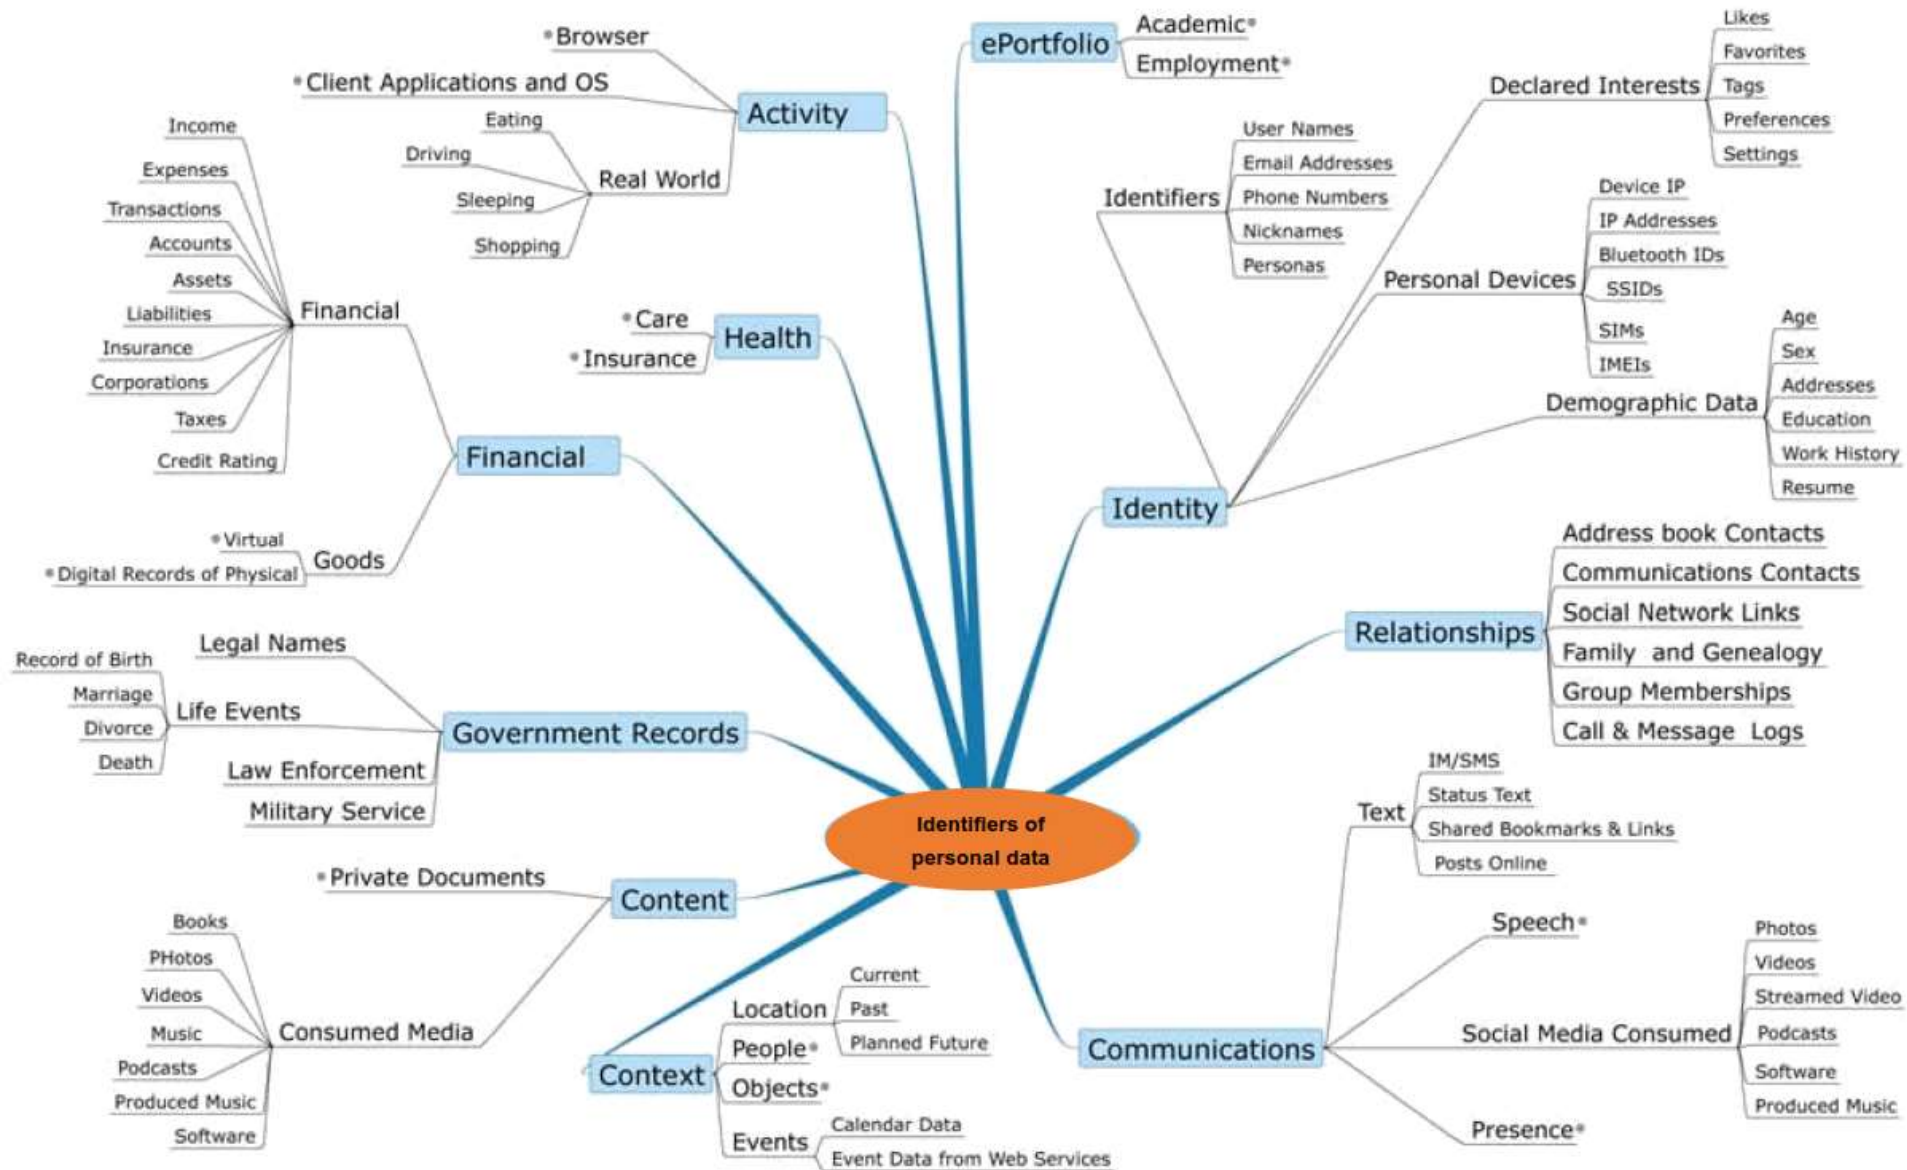 ePortfolio
Academic
Employment
Activity
Browser
Client Applications and OS
Real World
Eating
Driving
Sleeping
Shopping
Health
Care
Insurance
Financial
Financial
Income
Expenses
Transactions
Accounts
Assets
Liabilities
Insurance
Corporations
Taxes
Credit Rating
Goods
Virtual
Digital Records of Physical
Government Records
Legal Names
Life Events
Record of Birth
Marriage
Divorce
Death
Law Enforcement
Military Service
Identifiers of
personal data
Content
Private Documents
Consumed Media
Books
PHotos
Videos
Music
Podcasts
Produced Music
Software
Context
Location
Current
Past
Planned Future
People
Objects
Events
Calendar Data
Event Data from Web Services
Identity
Identifiers
User Names
Email Addresses
Phone Numbers
Nicknames
Personas
Declared Interests
Likes
Favorites
Tags
Preferences
Settings
Personal Devices
Device IP
IP Addresses
Bluetooth IDs
SSIDs
SIMs
IMEIs
Demographic Data
Age
Sex
Addresses
Education
Work History
Resume
Relationships
Address book Contacts
Communications Contacts
Social Network Links
Family and Genealogy
Group Memberships
Call & Message Logs
Communications
Text
IM/SMS
Status Text
Shared Bookmarks & Links
Posts Online
Speech
Social Media Consumed
Photos
Videos
Streamed Video
Podcasts
Software
Produced Music
Presence